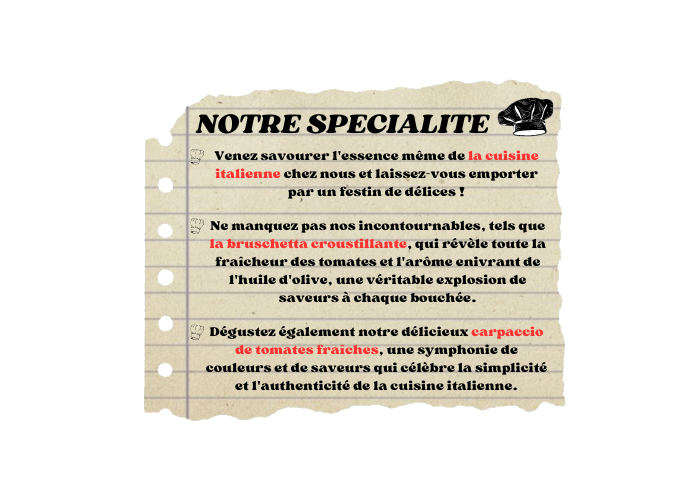 NOTRE SPECIALITE
Venez savourer l'essence même de la cuisine
italienne chez nous et laissez-vous emporter
par un festin de délices !
Ne manquez pas nos incontournables, tels que
la bruschetta croustillante, qui révèle toute la
fraîcheur des tomates et l'arôme enivrant de
l'huile d'olive, une véritable explosion de
saveurs à chaque bouchée.
Dégustez également notre délicieux carpaccio
de tomates fraîches, une symphonie de
couleurs et de saveurs qui célèbre la simplicité
et l'authenticité de la cuisine italienne.